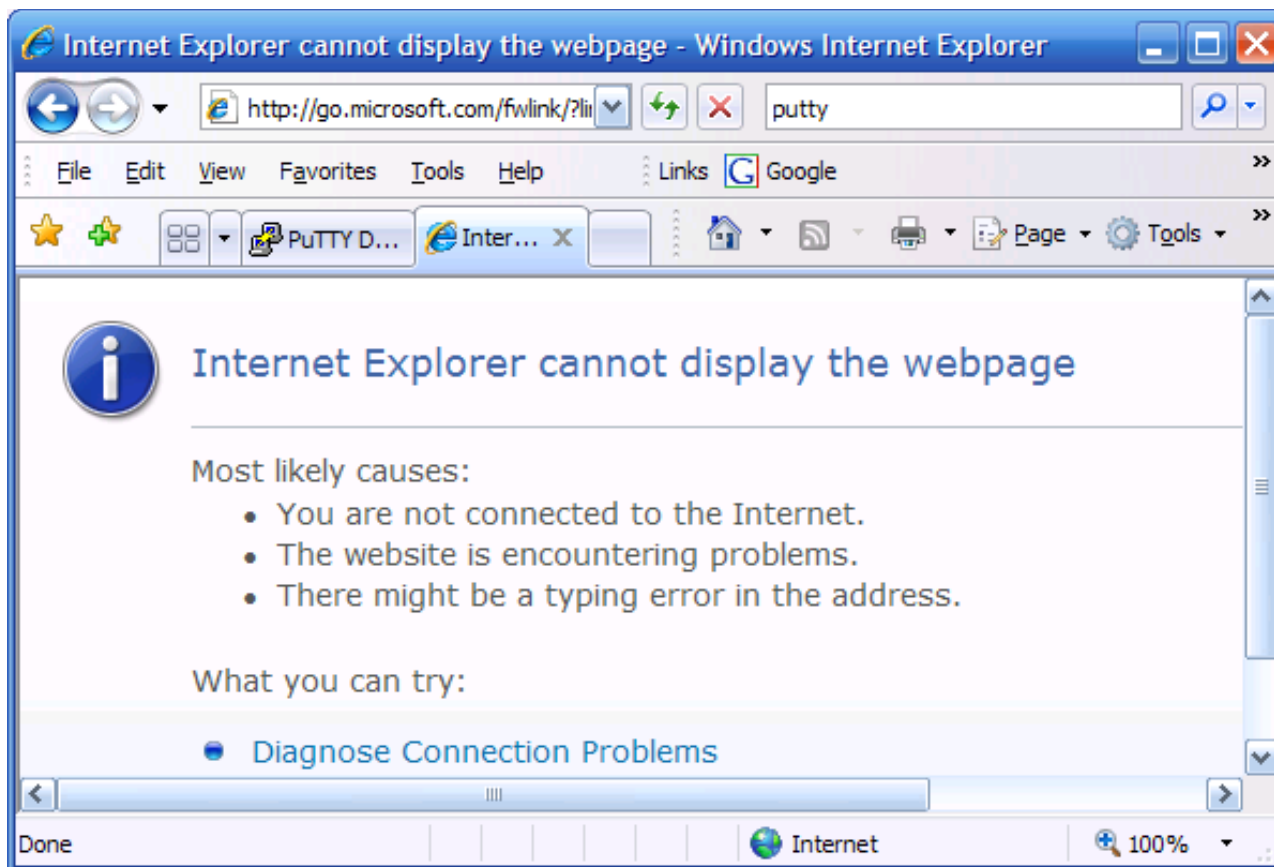 Internet Explorer cannot display the webpage - Windows Internet Explorer
http://go.microsoft.com/fwlink/?li putty
File Edit View Favorites Tools Help Links Google »
PuTTY D... Inter... Page Tools »
Internet Explorer cannot display the webpage
Most likely causes:
• You are not connected to the Internet.
• The website is encountering problems.
• There might be a typing error in the address.
What you can try:
Diagnose Connection Problems
Done Internet 100%